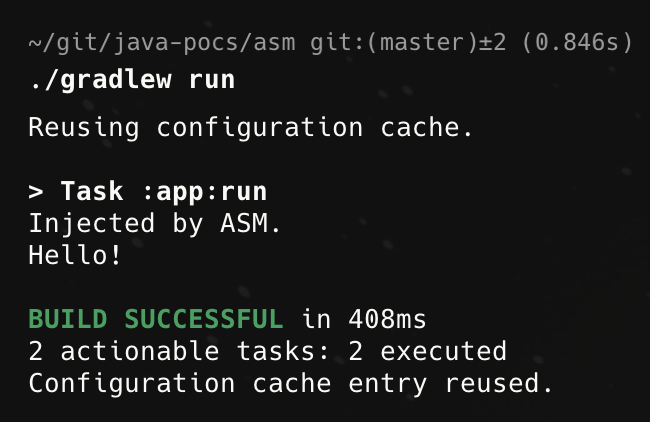 ~/git/java-pocs/asm git:(master)±2 (0.846s)
./gradlew run
Reusing configuration cache.
> Task :app:run
Injected by ASM.
Hello!
BUILD SUCCESSFUL in 408ms
2 actionable tasks: 2 executed
Configuration cache entry reused.